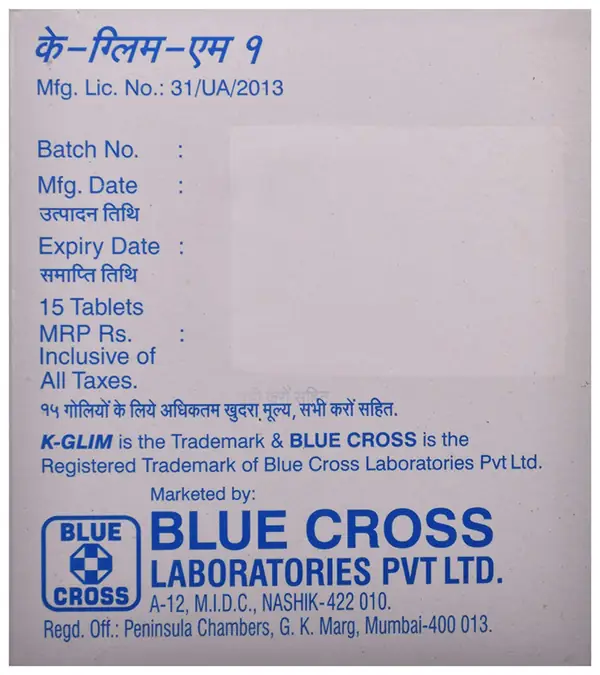 के-ग्लिम-एम १
Mfg. Lic. No.: 31/UA/2013
Batch No. :
Mfg. Date :
उत्पादन तिथि
Expiry Date :
समाप्ति तिथि
15 Tablets
MRP Rs. :
Inclusive of
All Taxes.
१५ गोलियों के लिये अधिकतम खुदरा मूल्य, सभी करों सहित.
K-GLIM is the Trademark & BLUE CROSS is the
Registered Trademark of Blue Cross Laboratories Pvt Ltd.
Marketed by:
BLUE
CROSS
BLUE CROSS
LABORATORIES PVT LTD.
A-12, M.I.D.C., NASHIK-422 010.
Regd. Off.: Peninsula Chambers, G. K. Marg, Mumbai-400 013.